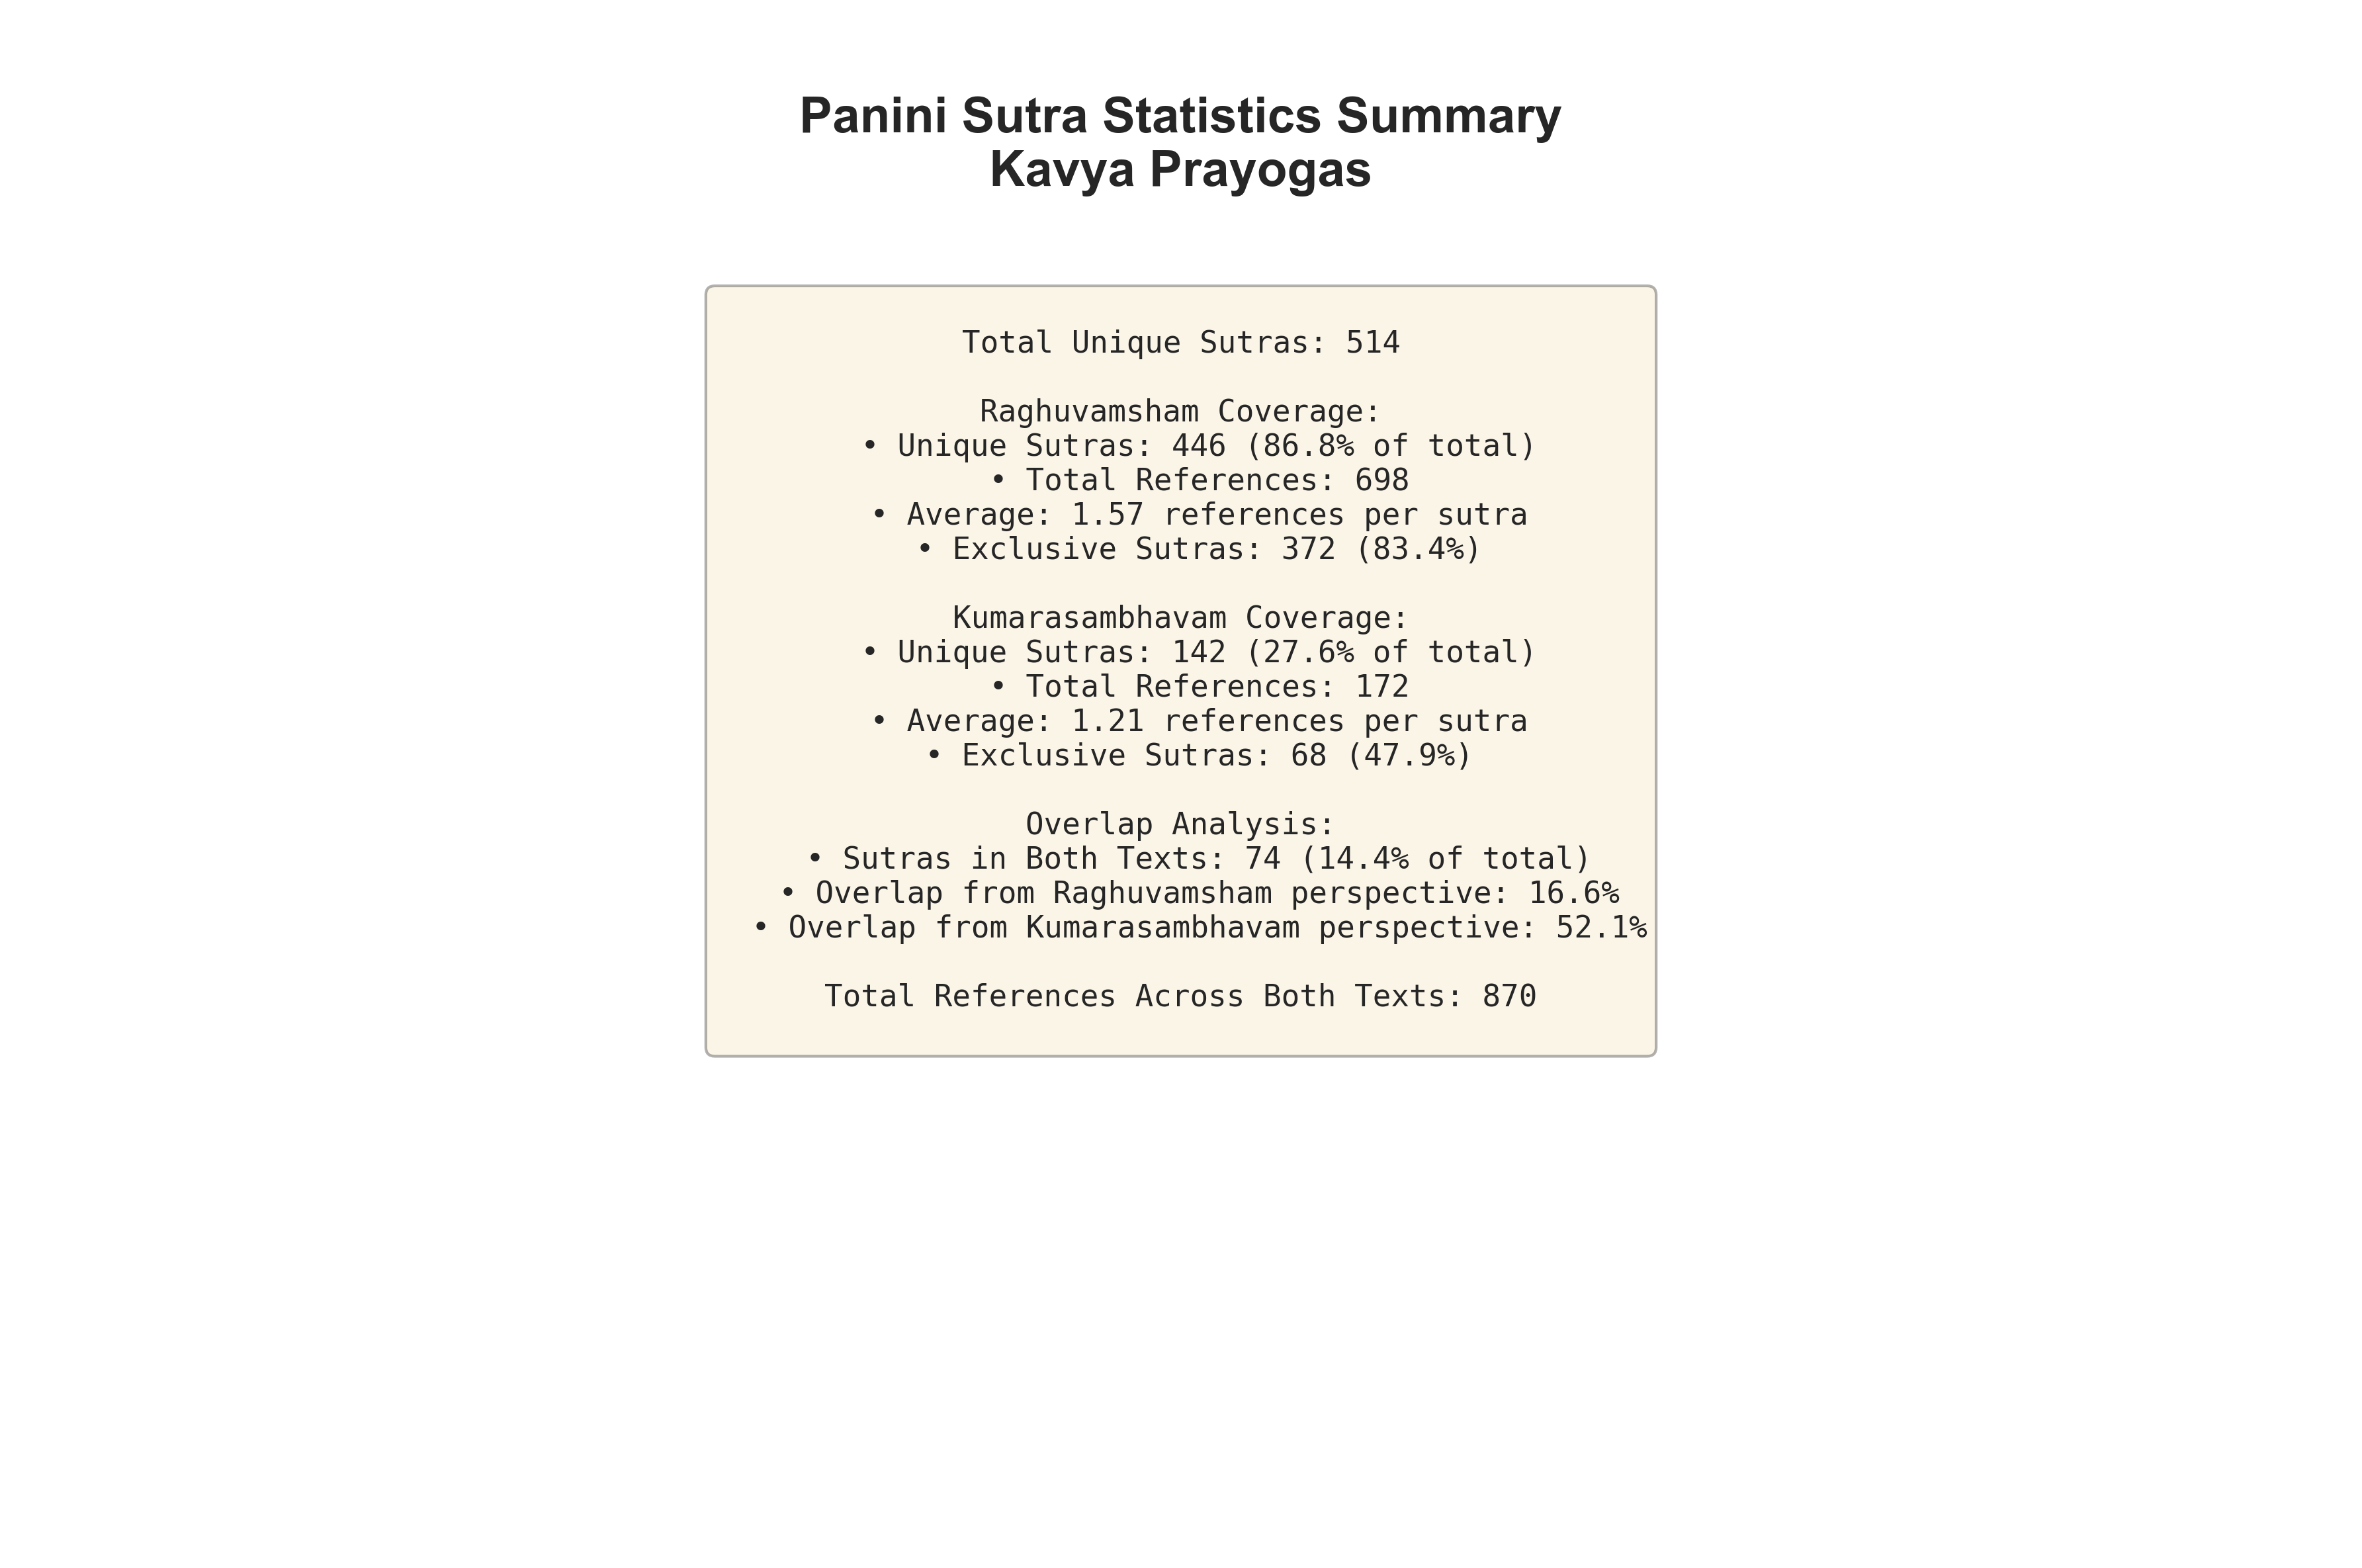 Panini Sutra Statistics Summary
Kavya Prayogas
Total Unique Sutras: 514
Raghuvamsham Coverage:
• Unique Sutras: 446 (86.8% of total)
• Total References: 698
• Average: 1.57 references per sutra
• Exclusive Sutras: 372 (83.4%)
Kumarasambhavam Coverage:
• Unique Sutras: 142 (27.6% of total)
• Total References: 172
• Average: 1.21 references per sutra
• Exclusive Sutras: 68 (47.9%)
Overlap Analysis:
• Sutras in Both Texts: 74 (14.4% of total)
• Overlap from Raghuvamsham perspective: 16.6%
• Overlap from Kumarasambhavam perspective: 52.1%
Total References Across Both Texts: 870